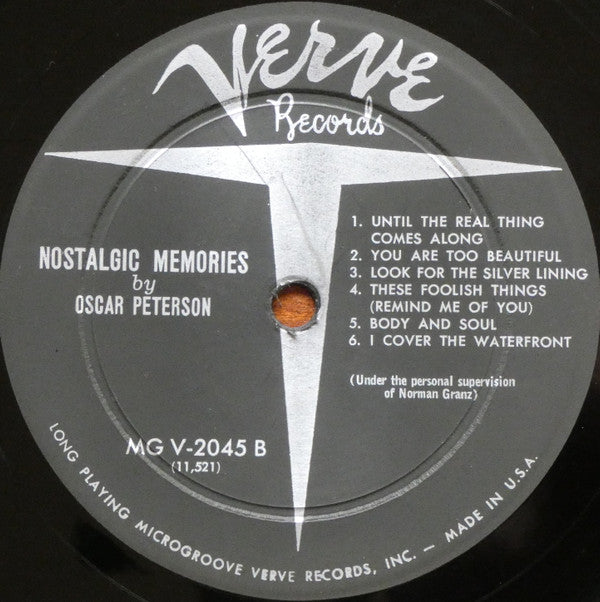 Verve
Records
NOSTALGIC MEMORIES
by
OSCAR PETERSON
1. UNTIL THE REAL THING
COMES ALONG
2. YOU ARE TOO BEAUTIFUL
3. LOOK FOR THE SILVER LINING
4. THESE FOOLISH THINGS
(REMIND ME OF YOU)
5. BODY AND SOUL
6. I COVER THE WATERFRONT
(Under the personal supervision
of Norman Granz)
MG V-2045 B
(11,521)
LONG PLAYING MICROGROOVE VERVE RECORDS, INC. — MADE IN U.S.A.